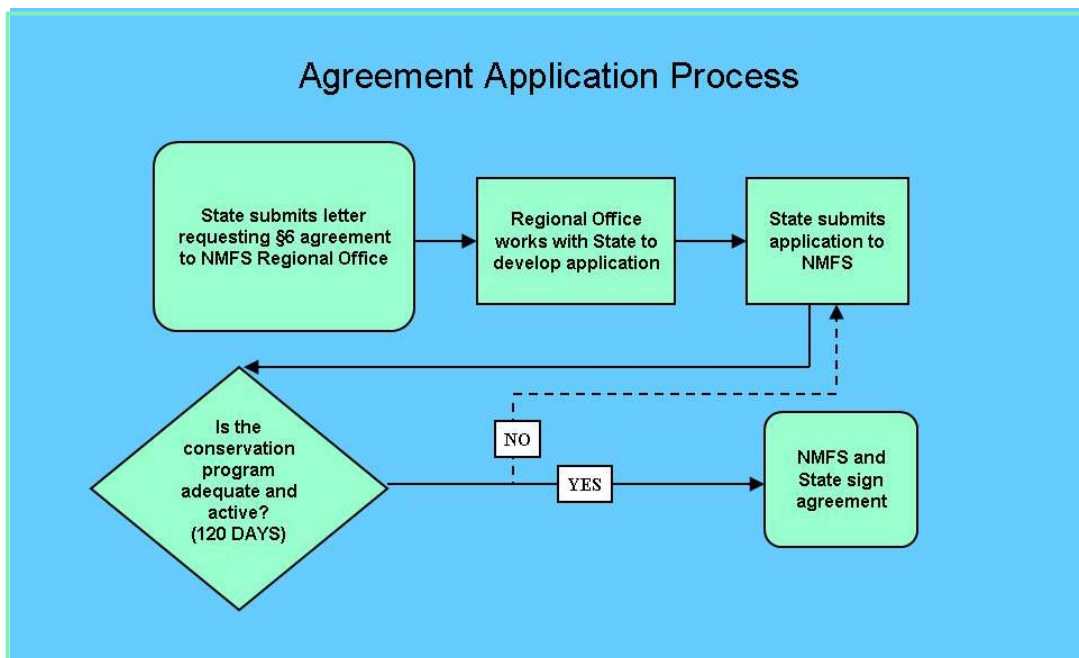 Agreement Application Process
State submits letter
requesting §6 agreement
to NMFS Regional Office
Regional Office
works with State to
develop application
State submits
application to
NMFS
Is the
conservation
program
adequate and
active?
(120 DAYS)
NO
YES
NMFS and
State sign
agreement